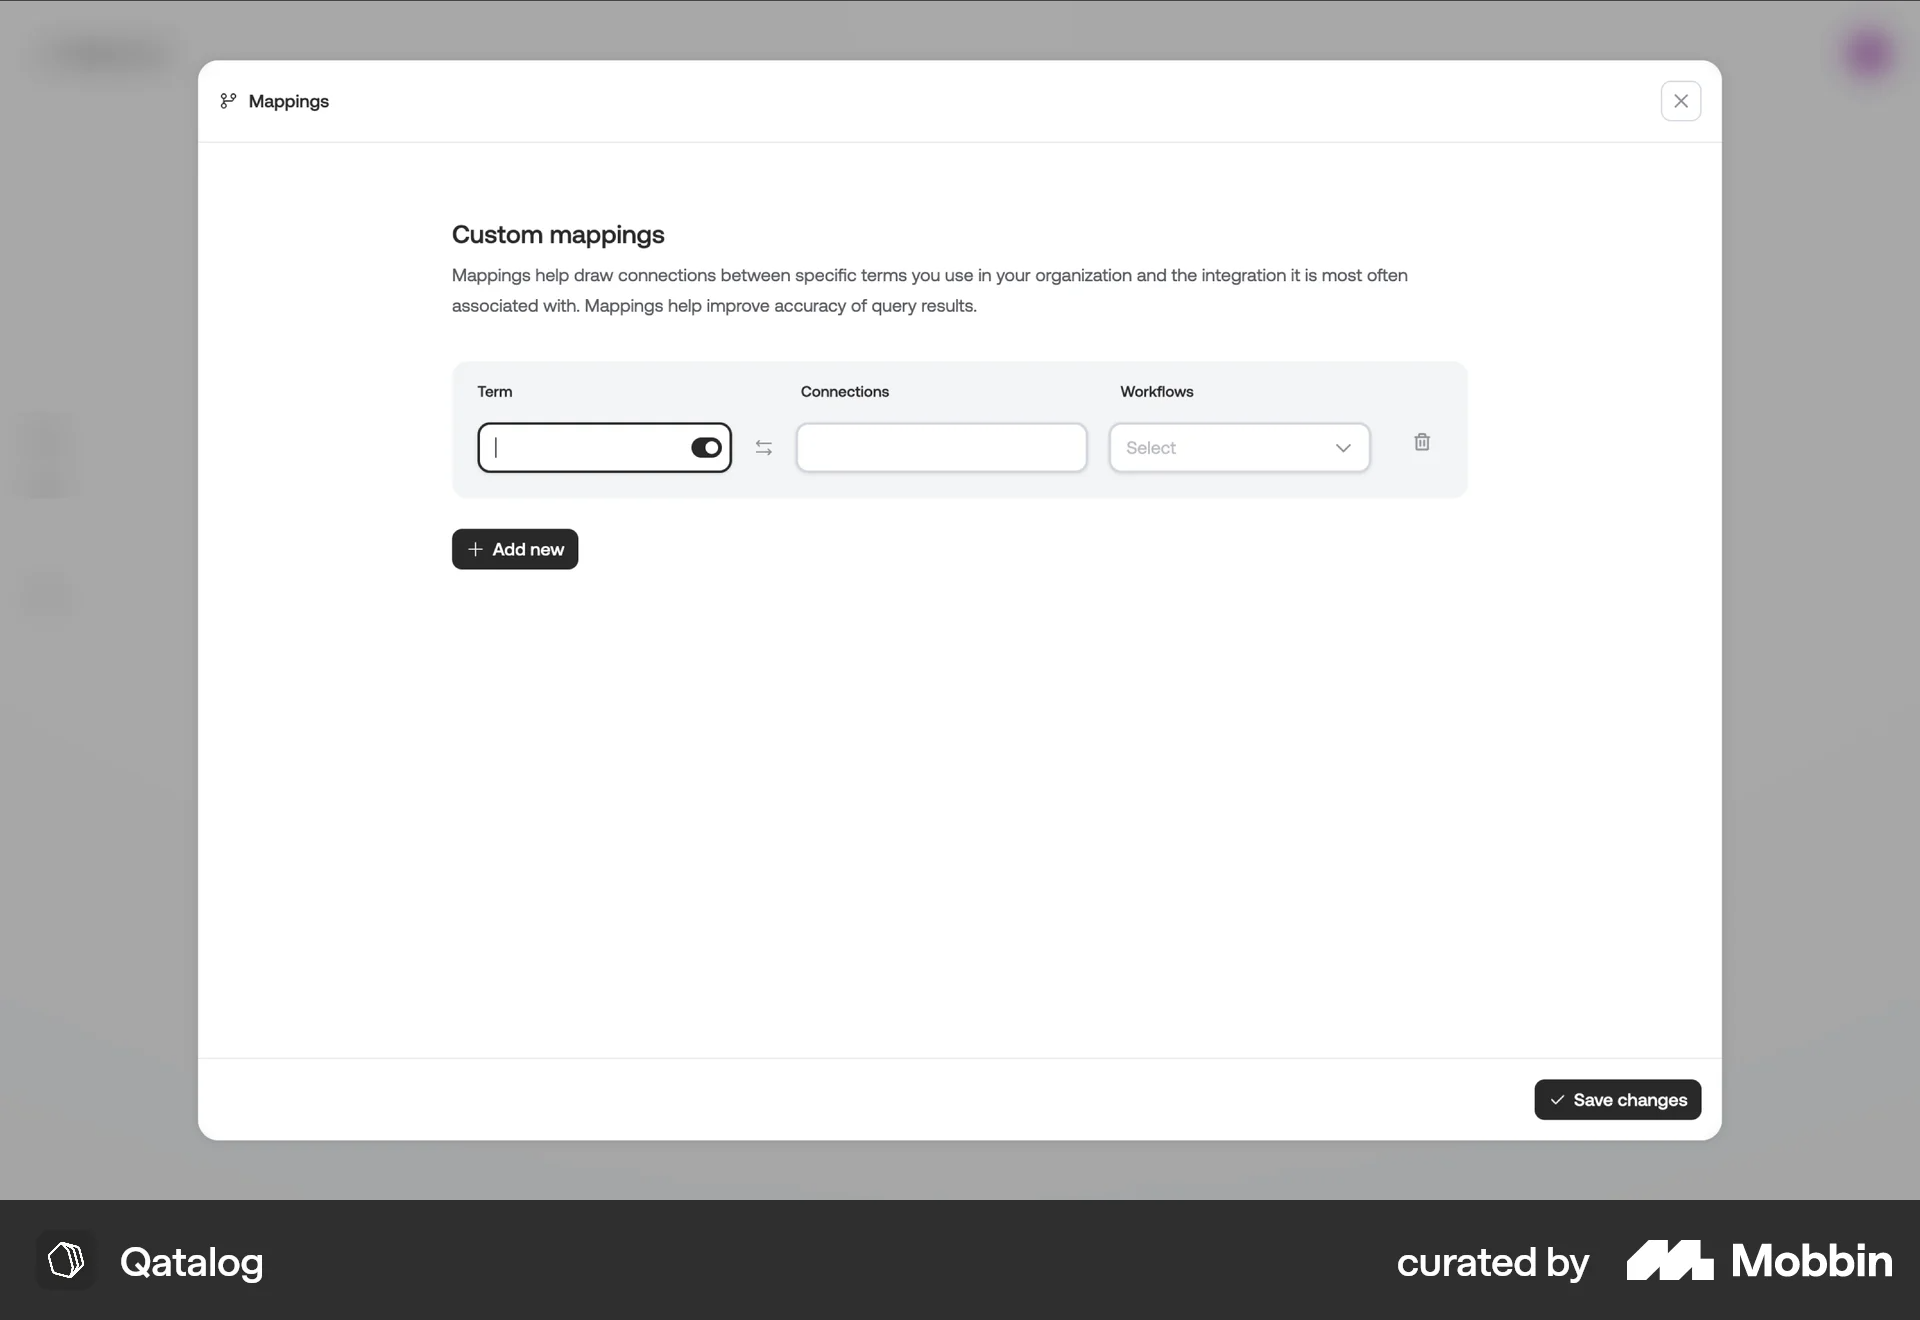 Mappings
Custom mappings
Mappings help draw connections between specific terms you use in your organization and the integration it is most often
associated with. Mappings help improve accuracy of query results.
Term Connections Workflows
Select
Add new
Save changes
Qatalog
curated by Mobbin